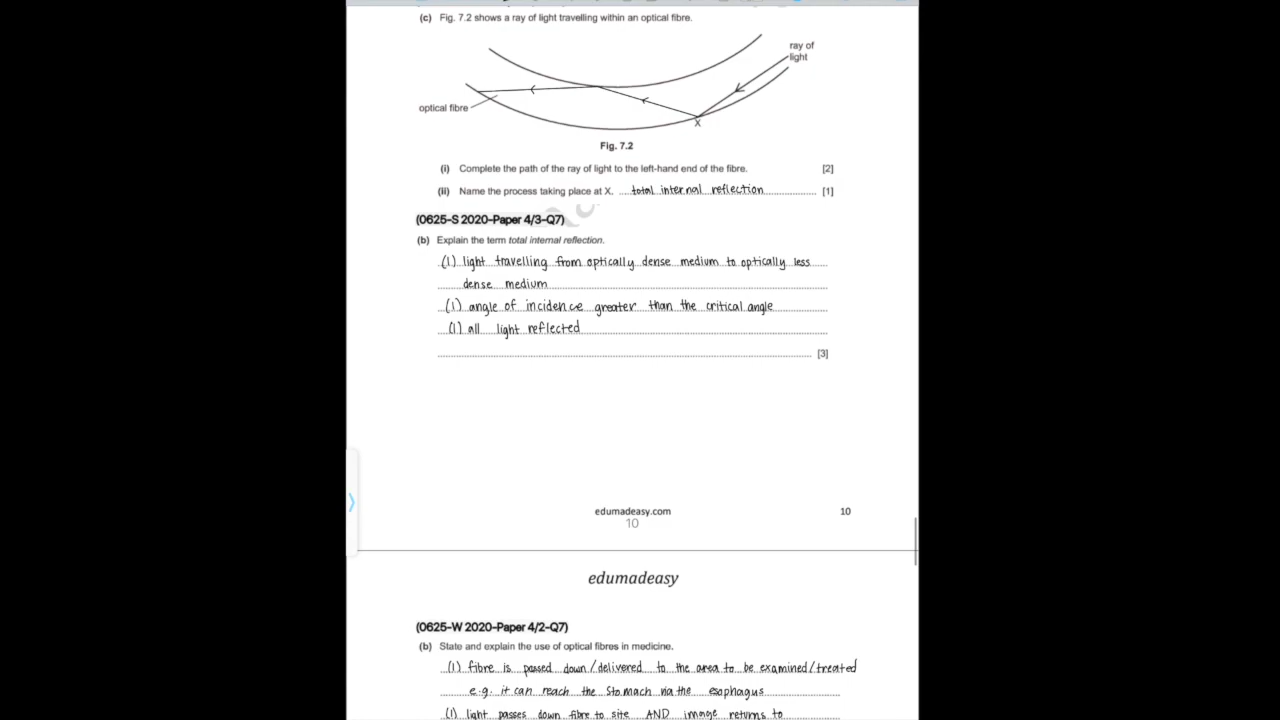 (c) Fig. 7.2 shows a ray of light travelling within an optical fibre.
ray of
light
optical fibre
X
Fig. 7.2
(i) Complete the path of the ray of light to the left-hand end of the fibre. [2]
(ii) Name the process taking place at X. total internal reflection [1]
(0625-S 2020-Paper 4/3-Q7)
(b) Explain the term total internal reflection.
(1) light travelling from optically dense medium to optically less
dense medium
(1) angle of incidence greater than the critical angle
(1) all light reflected
[3]
edumadeasy.com 10
10
edumadeasy
(0625-W 2020-Paper 4/2-Q7)
(b) State and explain the use of optical fibres in medicine.
(1) fibre is passed down/delivered to the area to be examined/treated
e.g. it can reach the stomach via the esophagus
(1) light passes down fibre to site AND image returns to